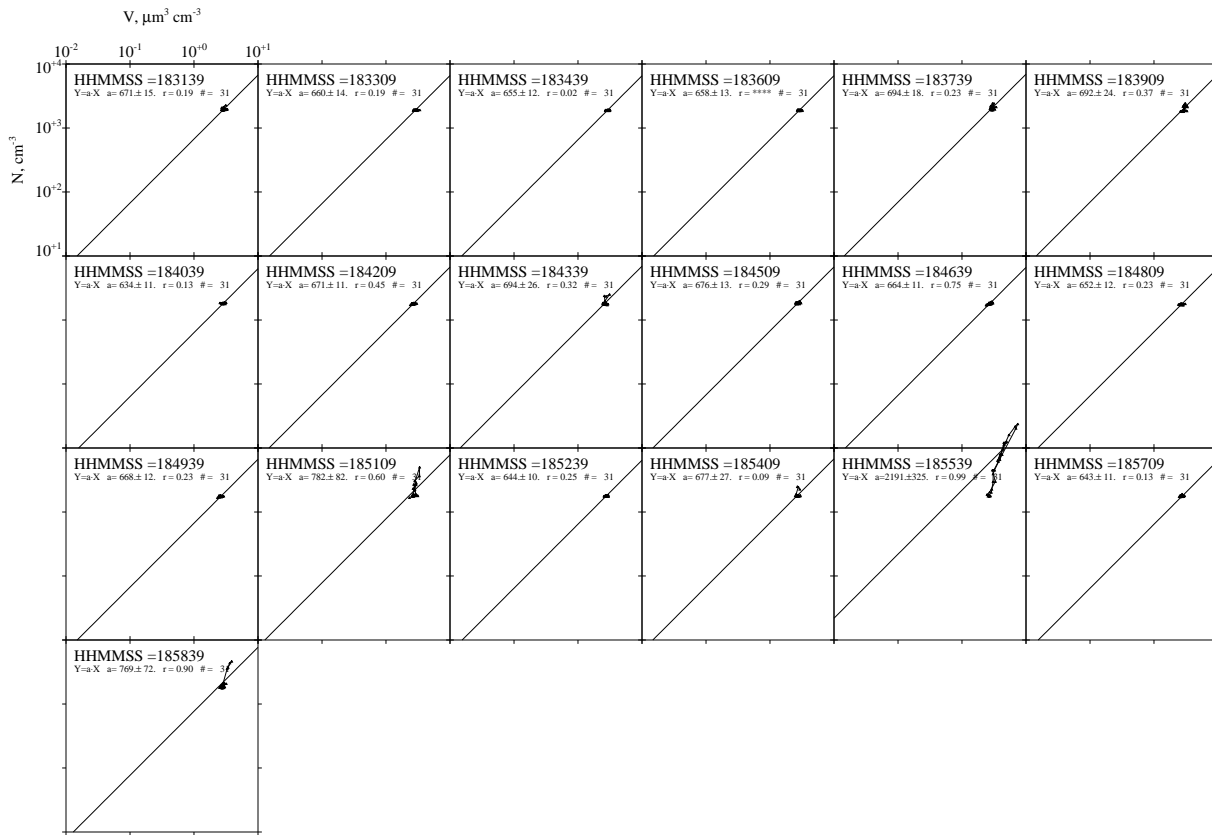 V, μm³ cm⁻³
10⁻² 10⁻¹ 10⁺⁰ 10⁺¹
N, cm⁻³
10⁺⁴
10⁺³
10⁺²
10⁺¹
HHMMSS =183139
Y=a·X a= 671.± 15. r = 0.19 # = 31
HHMMSS =183309
Y=a·X a= 660.± 14. r = 0.19 # = 31
HHMMSS =183439
Y=a·X a= 655.± 12. r = 0.02 # = 31
HHMMSS =183609
Y=a·X a= 658.± 13. r = **** # = 31
HHMMSS =183739
Y=a·X a= 694.± 18. r = 0.23 # = 31
HHMMSS =183909
Y=a·X a= 692.± 24. r = 0.37 # = 31
HHMMSS =184039
Y=a·X a= 634.± 11. r = 0.13 # = 31
HHMMSS =184209
Y=a·X a= 671.± 11. r = 0.45 # = 31
HHMMSS =184339
Y=a·X a= 694.± 26. r = 0.32 # = 31
HHMMSS =184509
Y=a·X a= 676.± 13. r = 0.29 # = 31
HHMMSS =184639
Y=a·X a= 664.± 11. r = 0.75 # = 31
HHMMSS =184809
Y=a·X a= 652.± 12. r = 0.23 # = 31
HHMMSS =184939
Y=a·X a= 668.± 12. r = 0.23 # = 31
HHMMSS =185109
Y=a·X a= 782.± 82. r = 0.60 # = 31
HHMMSS =185239
Y=a·X a= 644.± 10. r = 0.25 # = 31
HHMMSS =185409
Y=a·X a= 677.± 27. r = 0.09 # = 31
HHMMSS =185539
Y=a·X a=2191.±325. r = 0.99 # = 31
HHMMSS =185709
Y=a·X a= 643.± 11. r = 0.13 # = 31
HHMMSS =185839
Y=a·X a= 769.± 72. r = 0.90 # = 31